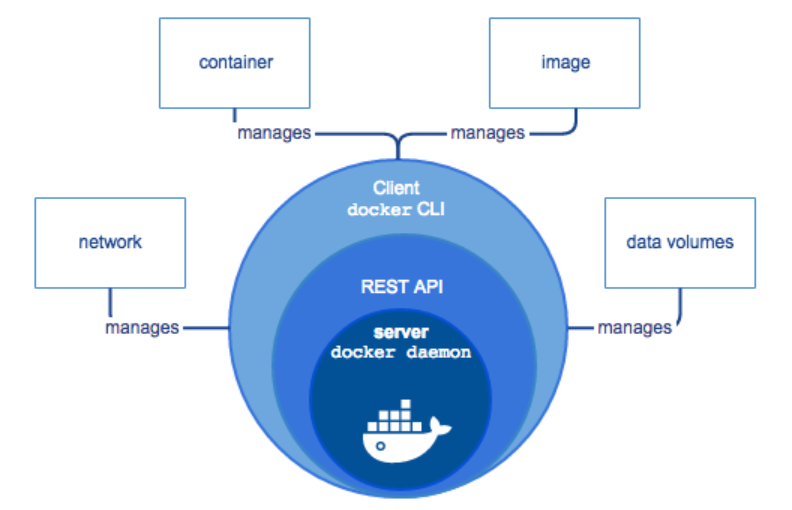 container
image
manages
manages
Client
docker CLI
network
data volumes
REST API
manages
server
manages
docker daemon